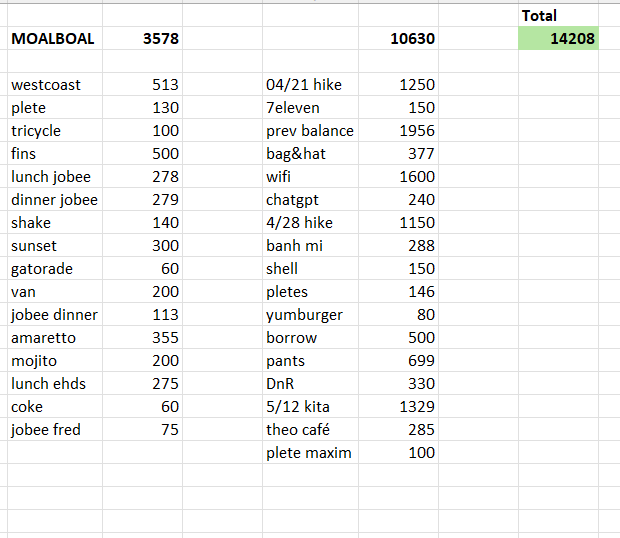 Total
MOALBOAL 3578 10630 14208
westcoast 513 04/21 hike 1250
plete 130 7eleven 150
tricycle 100 prev balance 1956
fins 500 bag&hat 377
lunch jobee 278 wifi 1600
dinner jobee 279 chatgpt 240
shake 140 4/28 hike 1150
sunset 300 banh mi 288
gatorade 60 shell 150
van 200 pletes 146
jobee dinner 113 yumburger 80
amaretto 355 borrow 500
mojito 200 pants 699
lunch ehds 275 DnR 330
coke 60 5/12 kita 1329
jobee fred 75 theo café 285
plete maxim 100